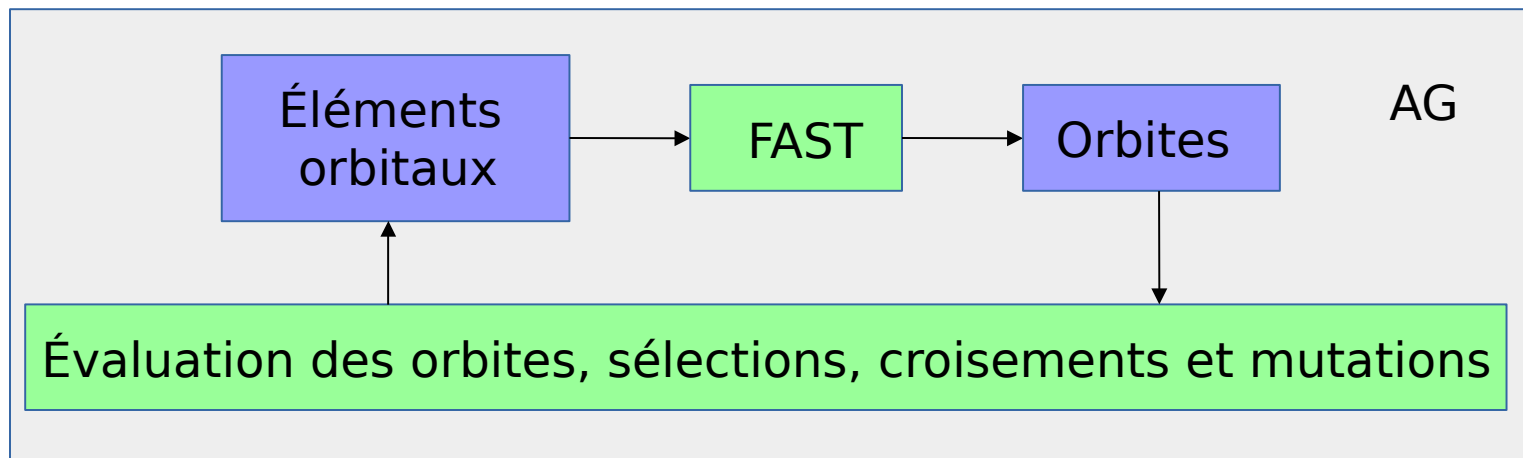 Éléments
orbitaux
FAST
Orbites
AG
Évaluation des orbites, sélections, croisements et mutations